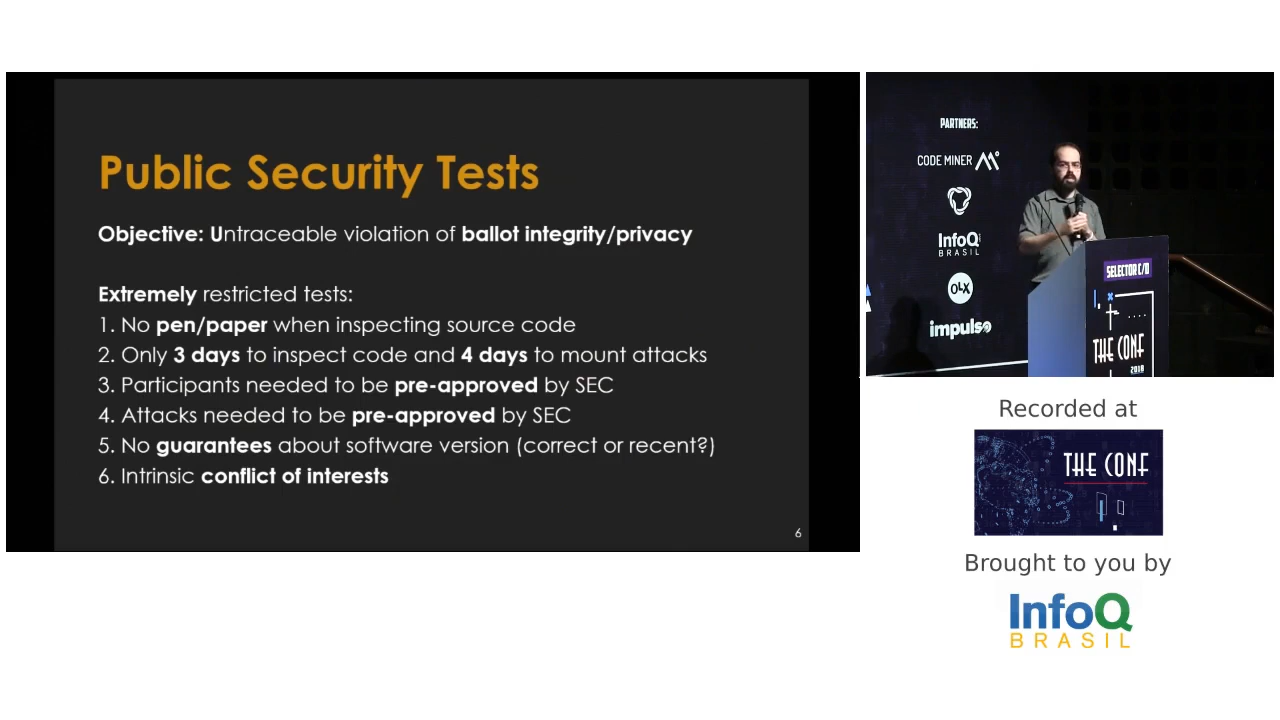 Public Security Tests
Objective: Untraceable violation of ballot integrity/privacy
Extremely restricted tests:
1. No pen/paper when inspecting source code
2. Only 3 days to inspect code and 4 days to mount attacks
3. Participants needed to be pre-approved by SEC
4. Attacks needed to be pre-approved by SEC
5. No guarantees about software version (correct or recent?)
6. Intrinsic conflict of interests
6
PARTNERS:
CODE MINER
InfoQ
BRASIL
OLX
impulso
SELECTOR C/D
THE CONF
2018
Recorded at
THE CONF
Brought to you by
InfoQ
BRASIL